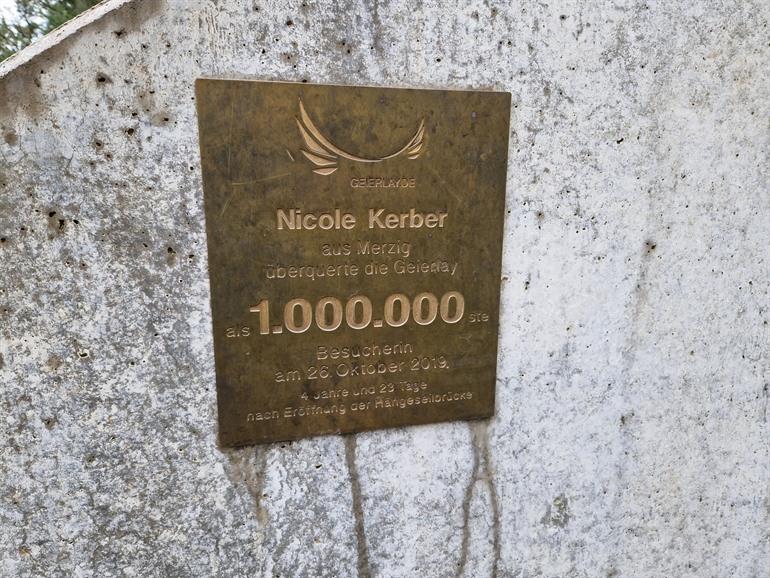 GEIERLAY.DE
Nicole Kerber
aus Merzig
überquerte die Geierlay
als 1.000.000 ste
Besucherin
am 26. Oktober 2019,
4 Jahre und 23 Tage
nach Eröffnung der Hängeseilbrücke